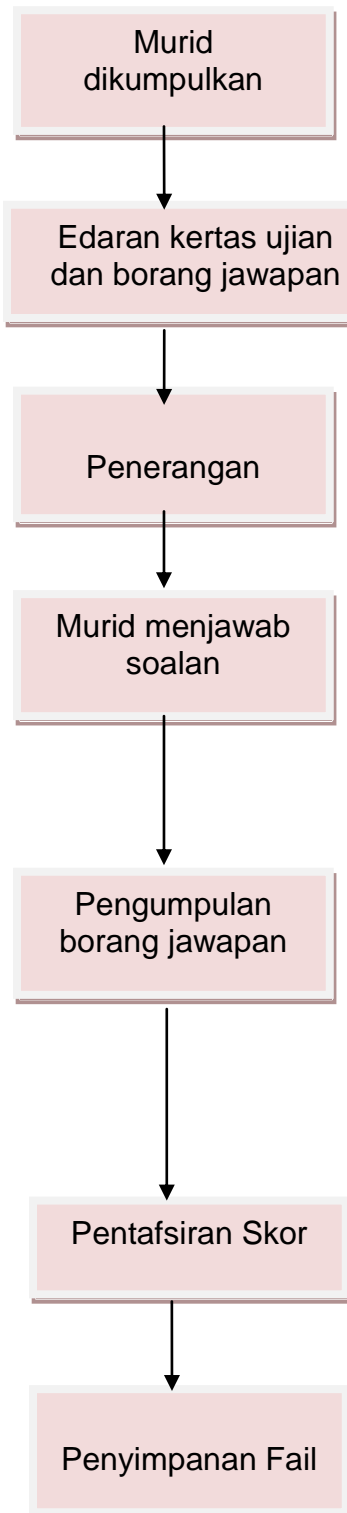 Murid
dikumpulkan
Edaran kertas ujian
dan borang jawapan
Penerangan
Murid menjawab
soalan
Pengumpulan
borang jawapan
Pentafsiran Skor
Penyimpanan Fail